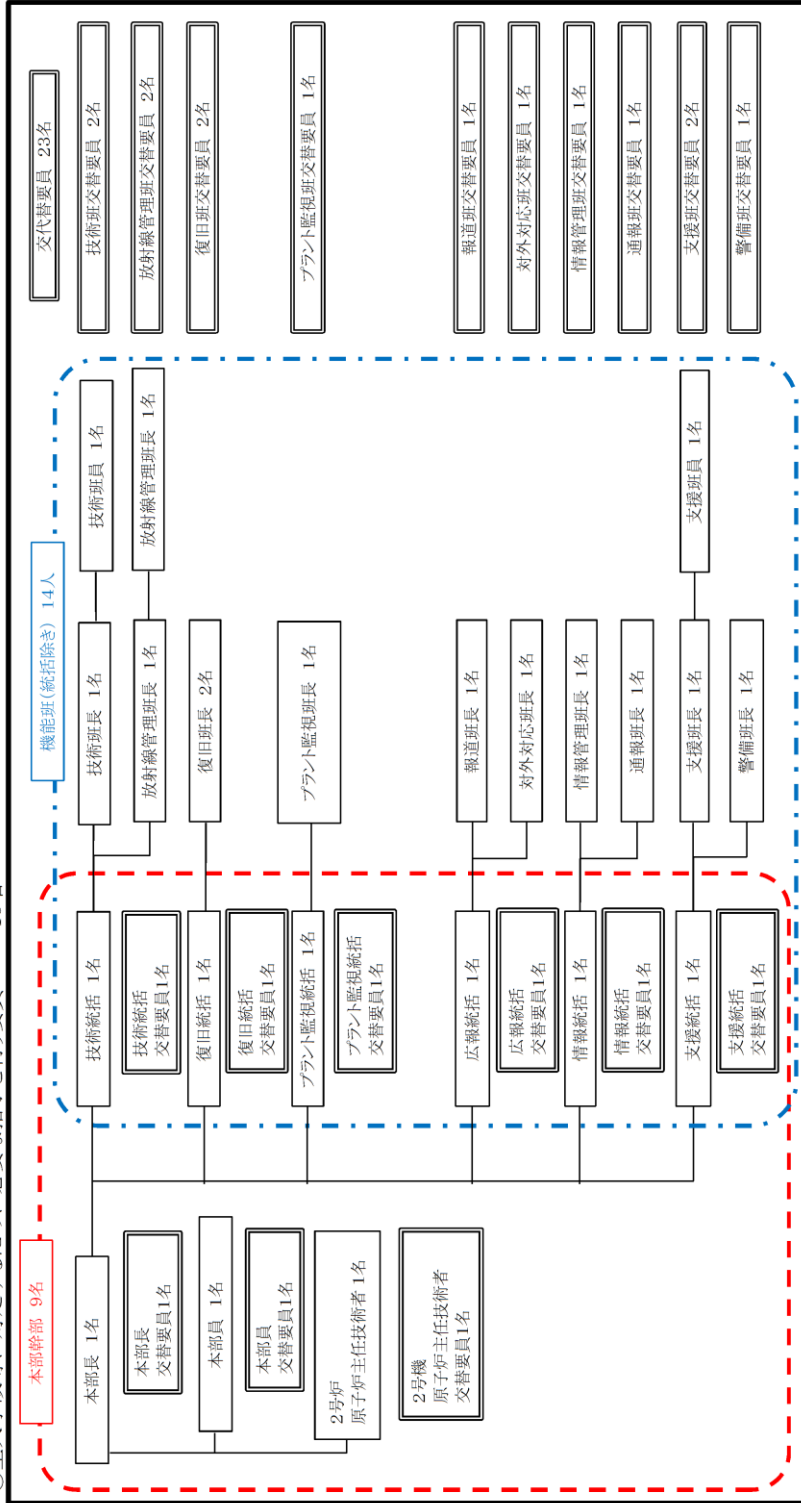 本部幹部 9名
本部長 1名
本部長
交替要員1名
本部員 1名
本部員
交替要員1名
2号炉
原子炉主任技術者 1名
2号機
原子炉主任技術者
交替要員1名
技術統括 1名
技術統括
交替要員1名
復旧統括 1名
復旧統括
交替要員1名
プラント監視統括 1名
プラント監視統括
交替要員1名
広報統括 1名
広報統括
交替要員1名
情報統括 1名
情報統括
交替要員1名
支援統括 1名
支援統括
交替要員1名
機能班(統括除き) 14人
技術班長 1名
放射線管理班長 1名
復旧班長 2名
プラント監視班長 1名
報道班長 1名
対外対応班長 1名
情報管理班長 1名
通報班長 1名
支援班長 1名
警備班長 1名
技術班員 1名
放射線管理班長 1名
支援班員 1名
交代替要員 23名
技術班交替要員 2名
放射線管理班交替要員 2名
復旧班交替要員 2名
プラント監視班交替要員 1名
報道班交替要員 1名
対外対応班交替要員 1名
情報管理班交替要員 1名
通報班交替要員 1名
支援班交替要員 2名
警備班交替要員 1名